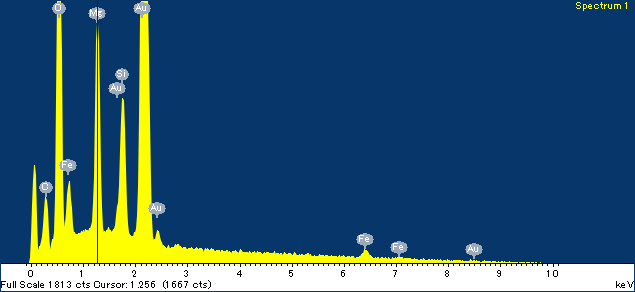 Spectrum 1
O Mg Au
Si
Au
Fe
O
Au
Fe
Fe Au
0 1 2 3 4 5 6 7 8 9 10
Full Scale 1813 cts Cursor: 1.256 (1667 cts) keV